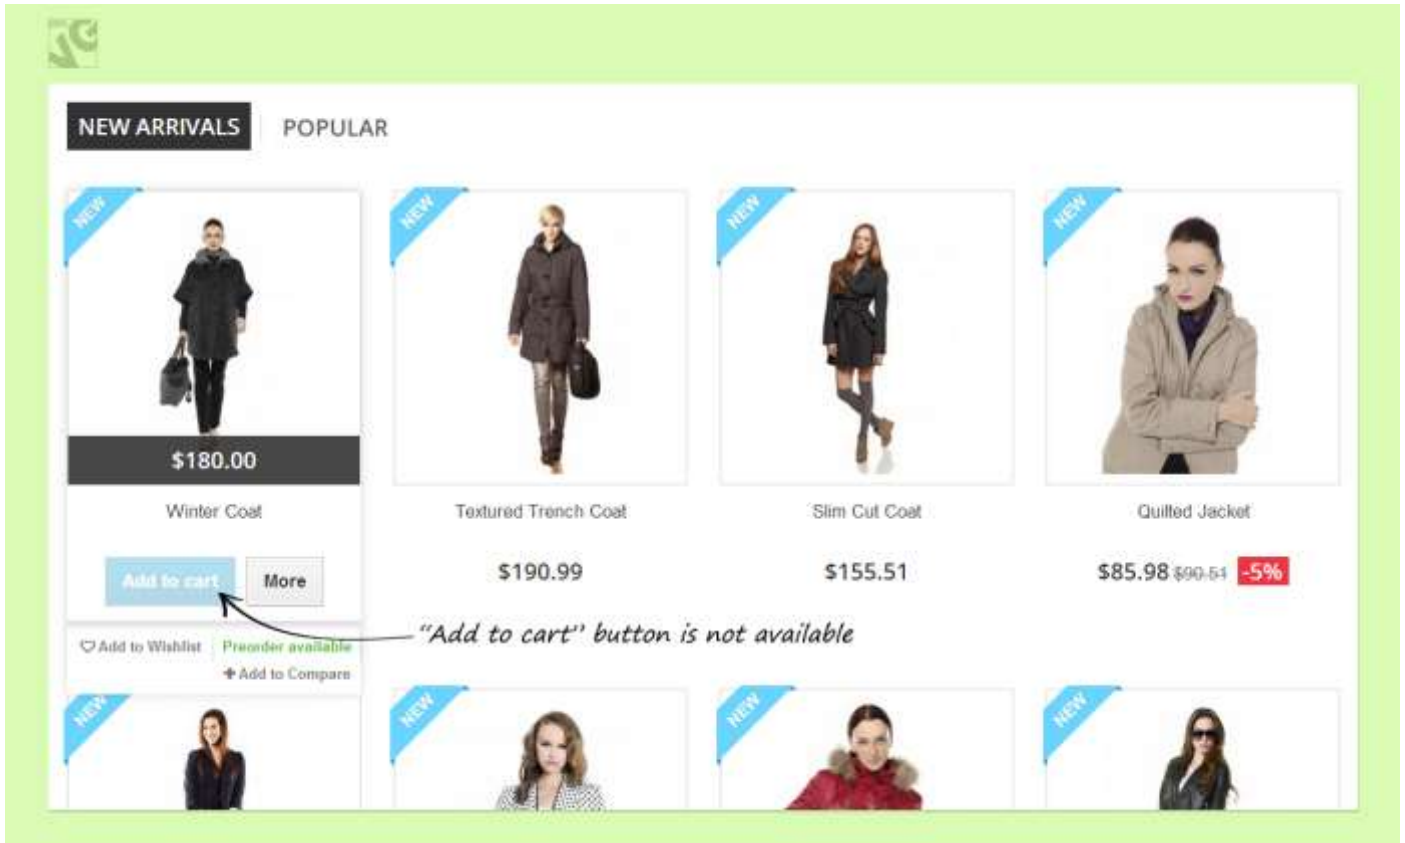 NEW ARRIVALS
POPULAR
NEW
NEW
NEW
NEW
$180.00
Winter Coat
Textured Trench Coat
Slim Cut Coat
Quilted Jacket
Add to cart
More
$190.99
$155.51
$85.98 $90.51 -5%
"Add to cart" button is not available
Add to Wishlist
Preorder available
Add to Compare
NEW
NEW
NEW
NEW